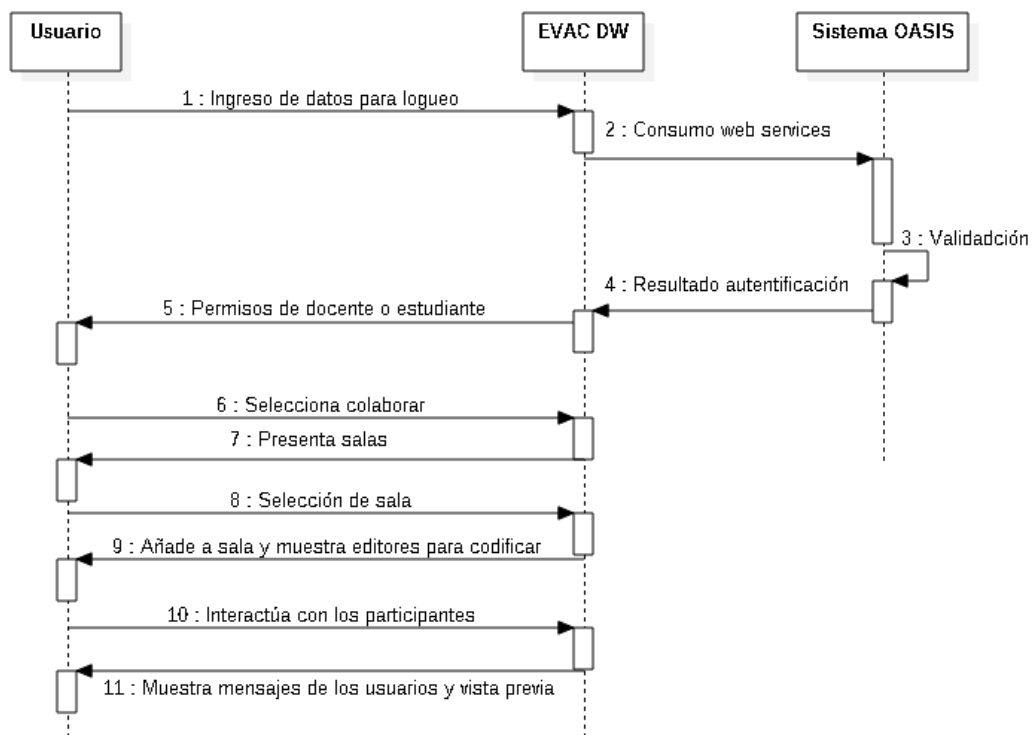 Usuario
EVAC DW
Sistema OASIS
1 : Ingreso de datos para logueo
2 : Consumo web services
3 : Validadción
4 : Resultado autentificación
5 : Permisos de docente o estudiante
6 : Selecciona colaborar
7 : Presenta salas
8 : Selección de sala
9 : Añade a sala y muestra editores para codificar
10 : Interactúa con los participantes
11 : Muestra mensajes de los usuarios y vista previa